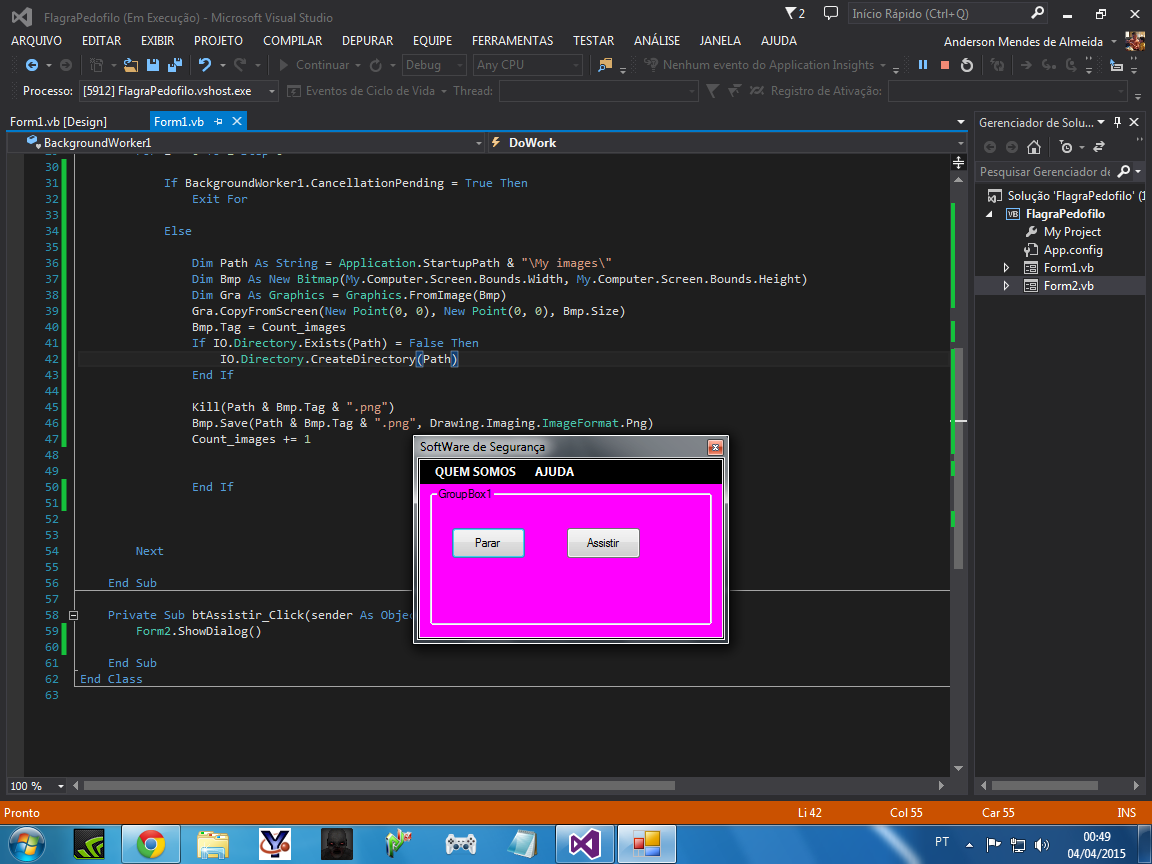 FlagraPedofilo (Em Execução) - Microsoft Visual Studio
2
Início Rápido (Ctrl+Q)
ARQUIVO EDITAR EXIBIR PROJETO COMPILAR DEPURAR EQUIPE FERRAMENTAS TESTAR ANÁLISE JANELA AJUDA
Anderson Mendes de Almeida
Continuar Debug Any CPU Nenhum evento do Application Insights
Processo: [5912] FlagraPedofilo.vshost.exe Eventos de Ciclo de Vida Thread: Registro de Ativação:
Form1.vb [Design] Form1.vb
BackgroundWorker1 DoWork
30
31 If BackgroundWorker1.CancellationPending = True Then
32 Exit For
33
34 Else
35
36 Dim Path As String = Application.StartupPath & "\My images\"
37 Dim Bmp As New Bitmap(My.Computer.Screen.Bounds.Width, My.Computer.Screen.Bounds.Height)
38 Dim Gra As Graphics = Graphics.FromImage(Bmp)
39 Gra.CopyFromScreen(New Point(0, 0), New Point(0, 0), Bmp.Size)
40 Bmp.Tag = Count_images
41 If IO.Directory.Exists(Path) = False Then
42 IO.Directory.CreateDirectory(Path)
43 End If
44
45 Kill(Path & Bmp.Tag & ".png")
46 Bmp.Save(Path & Bmp.Tag & ".png", Drawing.Imaging.ImageFormat.Png)
47 Count_images += 1
48
49
50 End If
51
52
53
54 Next
55
56 End Sub
57
58 Private Sub btAssistir_Click(sender As Obje
59 Form2.ShowDialog()
60
61 End Sub
62 End Class
63
SoftWare de Segurança
QUEM SOMOS AJUDA
GroupBox1
Parar Assistir
Gerenciador de Solu...
Pesquisar Gerenciador de
Solução 'FlagraPedofilo' (1
FlagraPedofilo
My Project
App.config
Form1.vb
Form2.vb
100 %
Pronto Li 42 Col 55 Car 55 INS
PT
00:49
04/04/2015